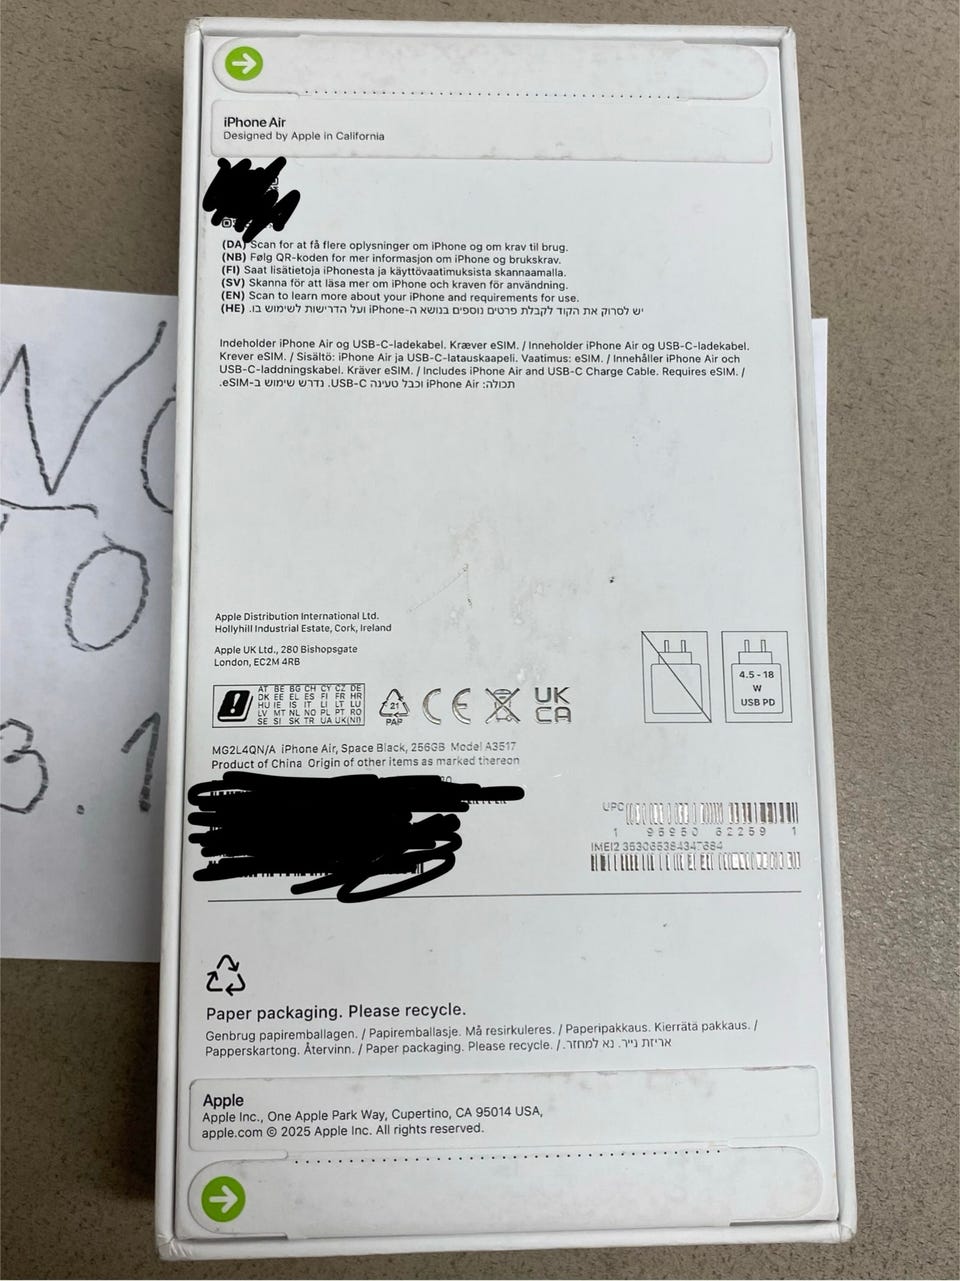 iPhone Air
Designed by Apple in California
(DA) Scan for at få flere oplysninger om iPhone og om krav til brug.
(NB) Følg QR-koden for mer informasjon om iPhone og brukskrav.
(FI) Saat lisätietoja iPhonesta ja käyttövaatimuksista skannaamalla.
(SV) Skanna för att läsa mer om iPhone och kraven för användning.
(EN) Scan to learn more about your iPhone and requirements for use.
(HE) יש לסרוק את הקוד לקבלת פרטים נוספים בנושא ה-iPhone ועל הדרישות לשימוש בו.
Indeholder iPhone Air og USB-C-ladekabel. Kræver eSIM. / Inneholder iPhone Air og USB-C-ladekabel.
Krever eSIM. / Sisältö: iPhone Air ja USB-C-latauskaapeli. Vaatimus: eSIM. / Innehåller iPhone Air och
USB-C-laddningskabel. Kräver eSIM. / Includes iPhone Air and USB-C Charge Cable. Requires eSIM. /
תכולה: iPhone Air וכבל טעינה USB-C. נדרש שימוש ב-eSIM.
Apple Distribution International Ltd.
Hollyhill Industrial Estate, Cork, Ireland
Apple UK Ltd., 280 Bishopsgate
London, EC2M 4RB
4.5 - 18
W
USB PD
AT BE BG CH CY CZ DE
DK EE EL ES FI FR HR
HU IE IS IT LI LT LU
LV MT NL NO PL PT RO
SE SI SK TR UA UK(NI)
21
PAP
CE
UK
CA
MG2L4QN/A iPhone Air, Space Black, 256GB Model A3517
Product of China Origin of other items as marked thereon
UPC
1 95950 62259 1
IMEI2 353065384347684
Paper packaging. Please recycle.
Genbrug papiremballagen. / Papiremballasje. Må resirkuleres. / Paperipakkaus. Kierrätä pakkaus. /
Papperskartong. Återvinn. / Paper packaging. Please recycle. / אריזת נייר. נא למחזר.
Apple
Apple Inc., One Apple Park Way, Cupertino, CA 95014 USA,
apple.com © 2025 Apple Inc. All rights reserved.